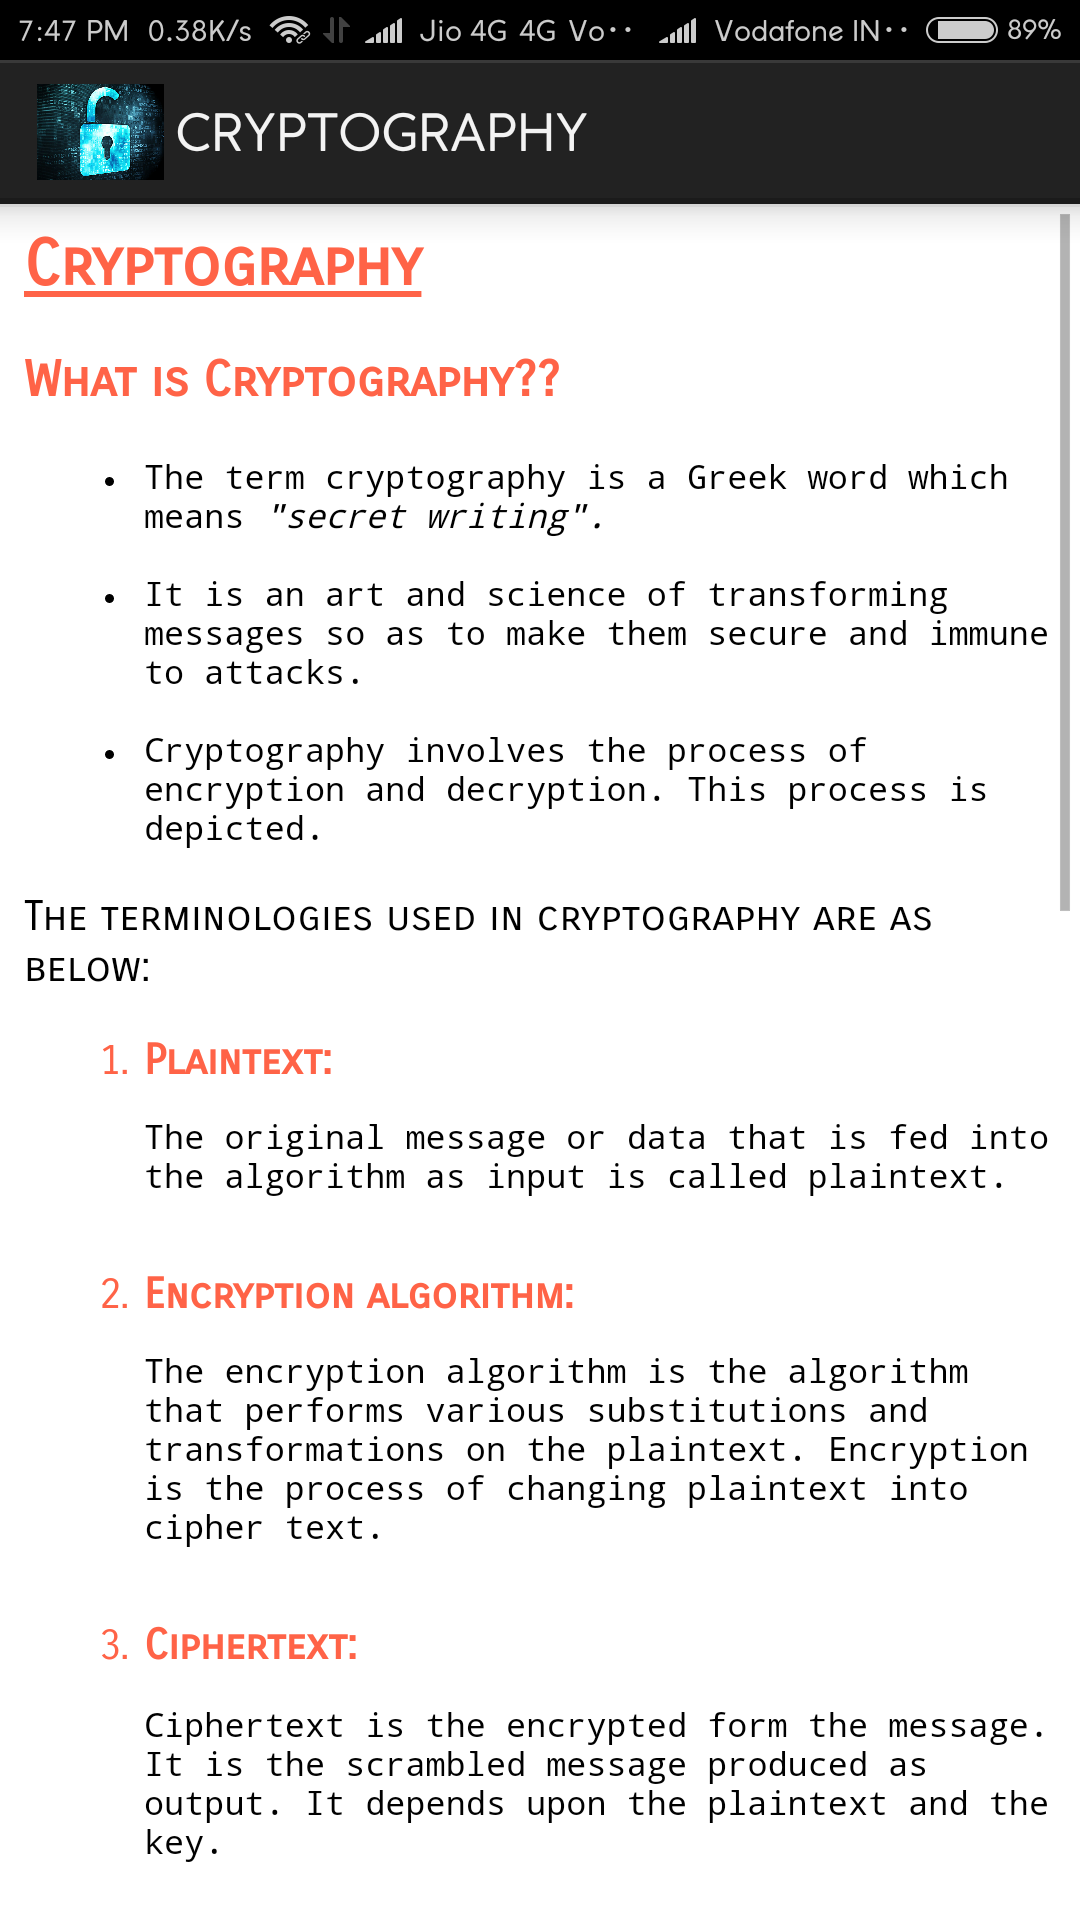 7:47 PM 0.38K/s Jio 4G 4G Vo·· Vodafone IN·· 89%
CRYPTOGRAPHY
Cryptography
What is Cryptography??
• The term cryptography is a Greek word which
means "secret writing".
• It is an art and science of transforming
messages so as to make them secure and immune
to attacks.
• Cryptography involves the process of
encryption and decryption. This process is
depicted.
The terminologies used in cryptography are as
below:
1. Plaintext:
The original message or data that is fed into
the algorithm as input is called plaintext.
2. Encryption algorithm:
The encryption algorithm is the algorithm
that performs various substitutions and
transformations on the plaintext. Encryption
is the process of changing plaintext into
cipher text.
3. Ciphertext:
Ciphertext is the encrypted form the message.
It is the scrambled message produced as
output. It depends upon the plaintext and the
key.